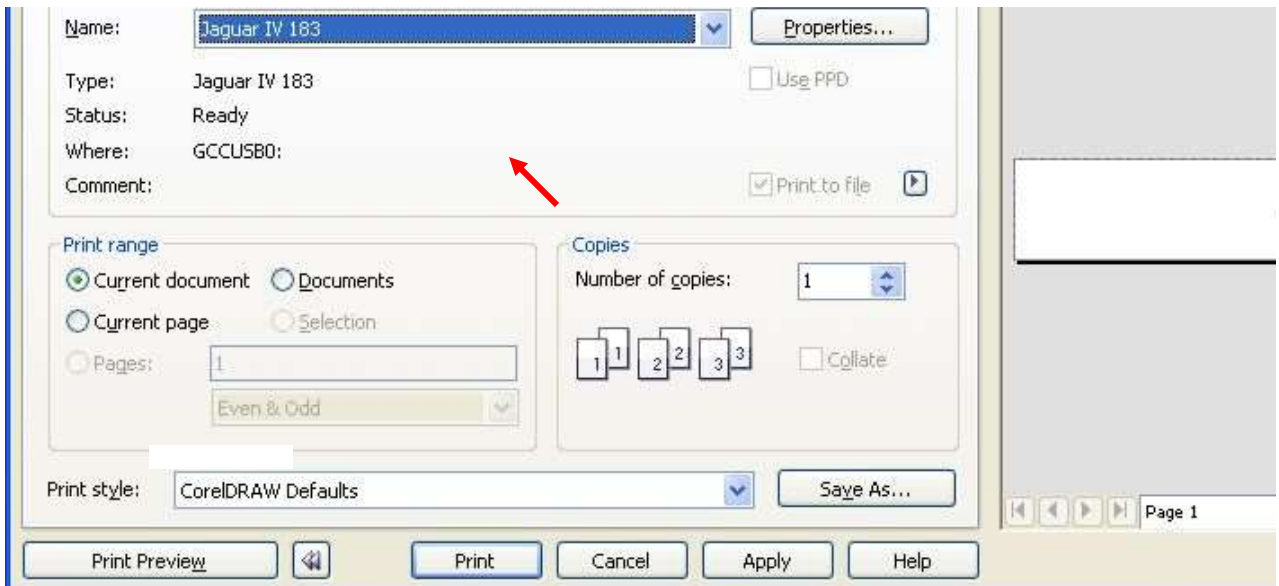 Name: Jaguar IV 183 Properties...
Type: Jaguar IV 183 Use PPD
Status: Ready
Where: GCCUSB0:
Comment: Print to file
Print range Copies
Current document Documents Number of copies: 1
Current page Selection
Pages: 1 1 1 2 2 3 3 Collate
Even & Odd
Print style: CorelDRAW Defaults Save As...
Page 1
Print Preview Print Cancel Apply Help